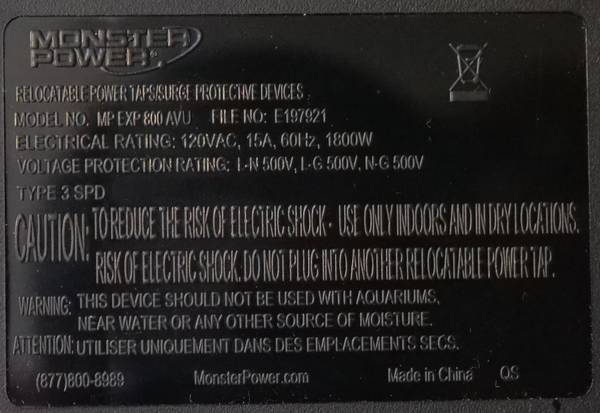 MONSTER
POWER®
RELOCATABLE POWER TAPS/SURGE PROTECTIVE DEVICES
MODEL NO. MP EXP 800 AVU FILE NO: E197921
ELECTRICAL RATING: 120VAC, 15A, 60Hz, 1800W
VOLTAGE PROTECTION RATING: L-N 500V, L-G 500V, N-G 500V
TYPE 3 SPD
CAUTION: TO REDUCE THE RISK OF ELECTRIC SHOCK - USE ONLY INDOORS AND IN DRY LOCATIONS.
RISK OF ELECTRIC SHOCK. DO NOT PLUG INTO ANOTHER RELOCATABLE POWER TAP.
WARNING: THIS DEVICE SHOULD NOT BE USED WITH AQUARIUMS,
NEAR WATER OR ANY OTHER SOURCE OF MOISTURE.
ATTENTION: UTILISER UNIQUEMENT DANS DES EMPLACEMENTS SECS.
(877)800-8989 MonsterPower.com Made in China QS